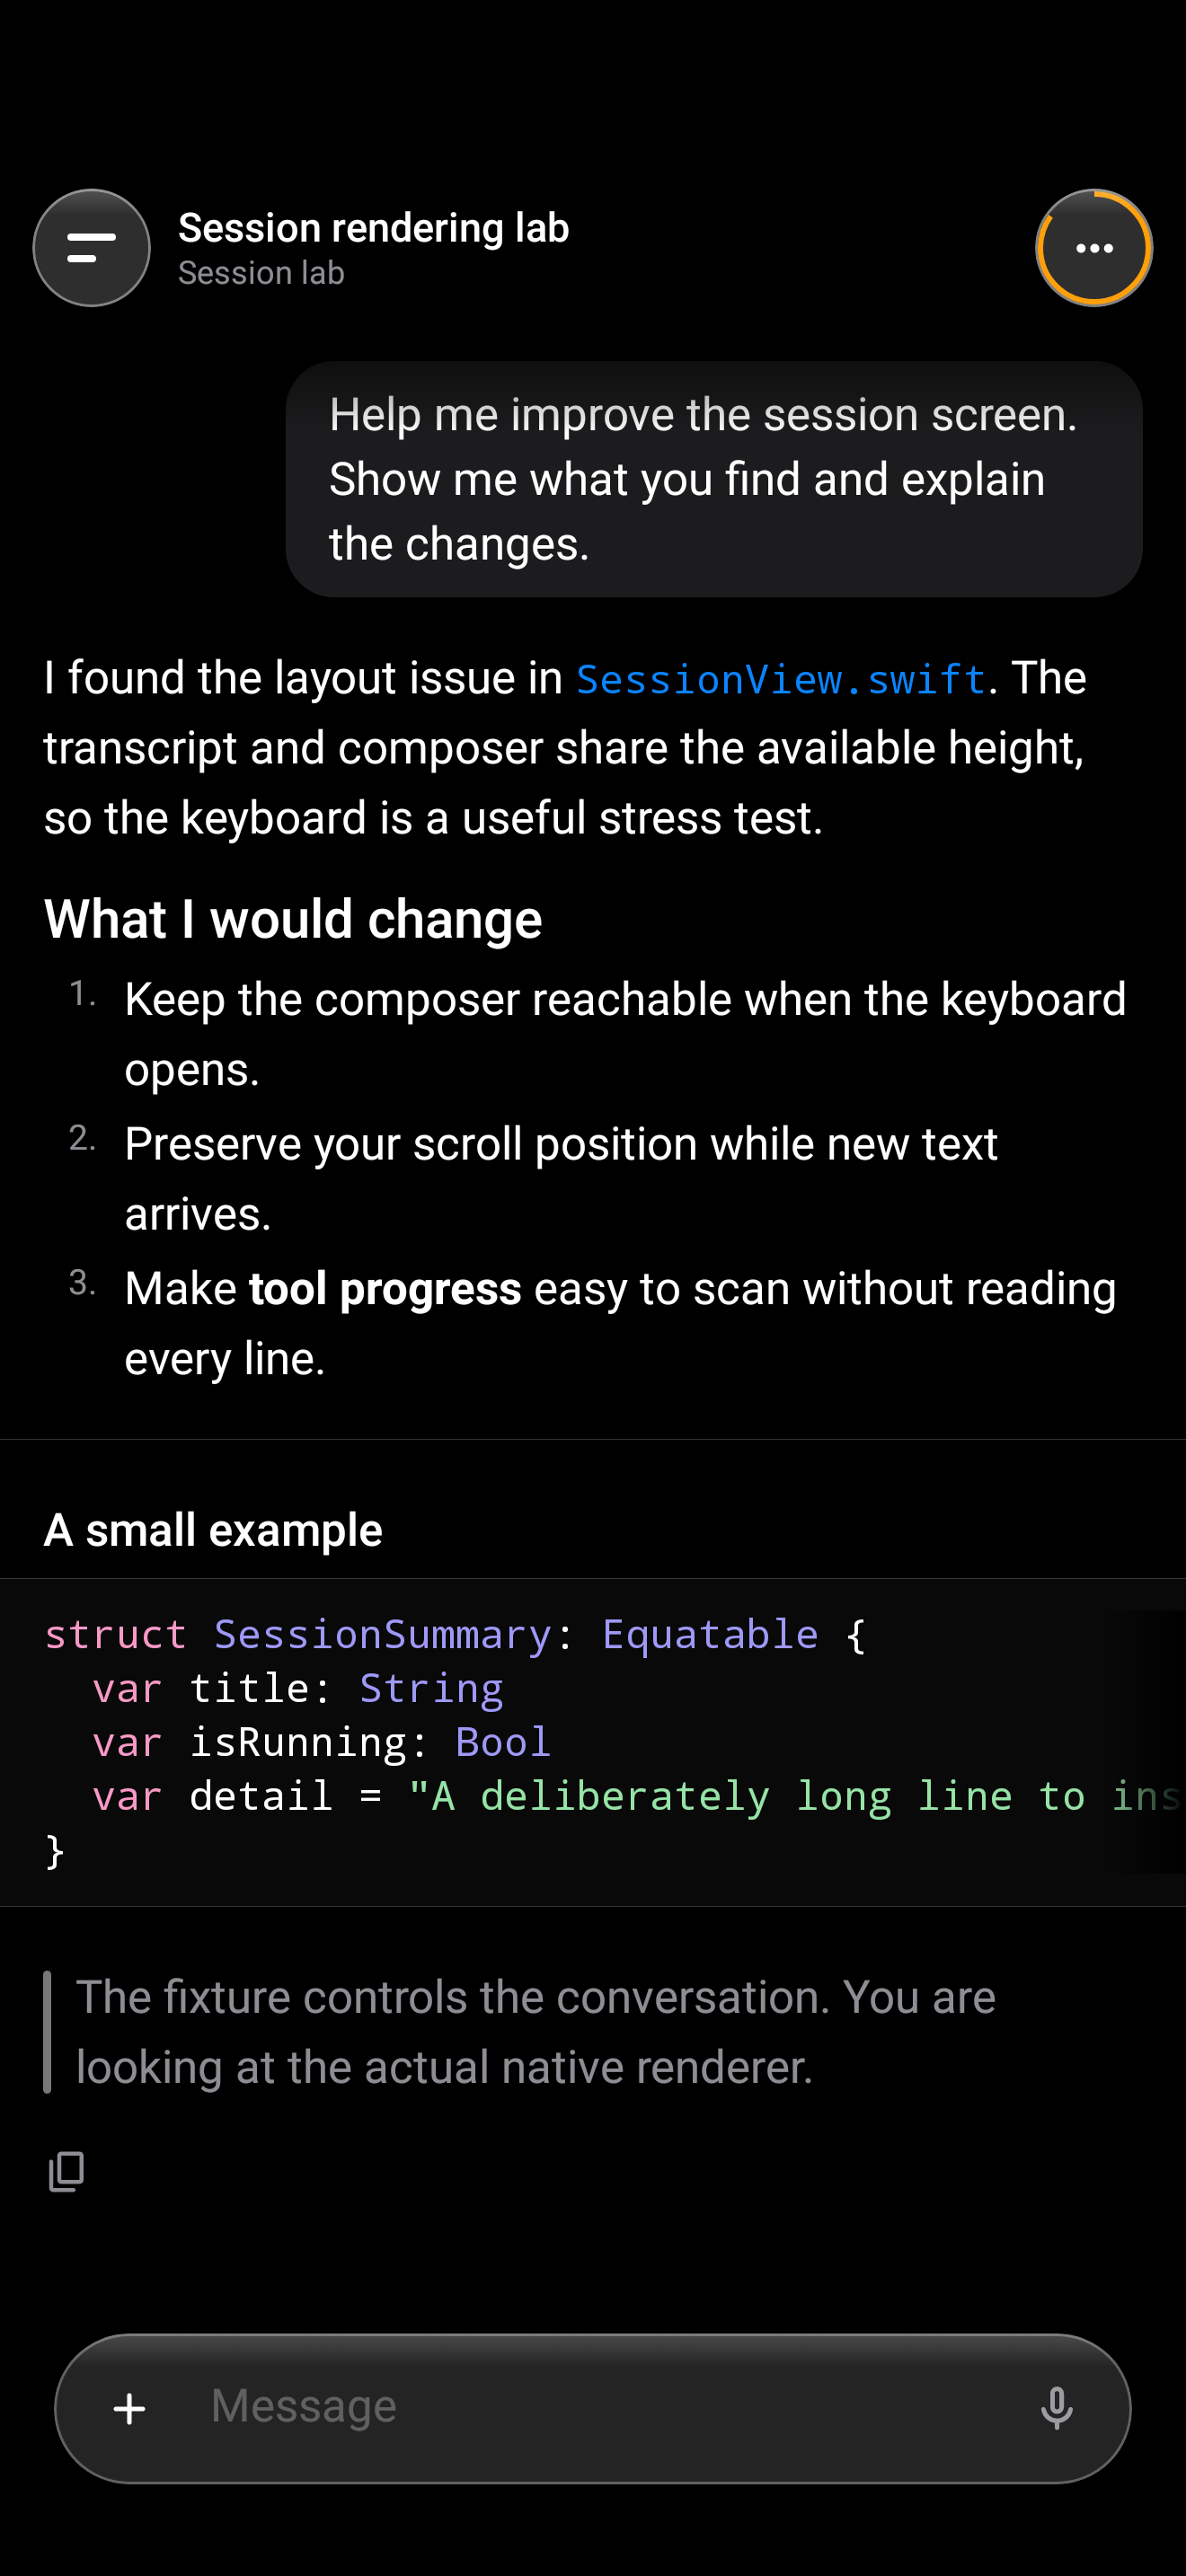 Session rendering lab
Session lab
Help me improve the session screen.
Show me what you find and explain
the changes.
I found the layout issue in SessionView.swift. The
transcript and composer share the available height,
so the keyboard is a useful stress test.
What I would change
1. Keep the composer reachable when the keyboard
opens.
2. Preserve your scroll position while new text
arrives.
3. Make tool progress easy to scan without reading
every line.
A small example
struct SessionSummary: Equatable {
  var title: String
  var isRunning: Bool
  var detail = "A deliberately long line to ins
}
The fixture controls the conversation. You are
looking at the actual native renderer.
Message